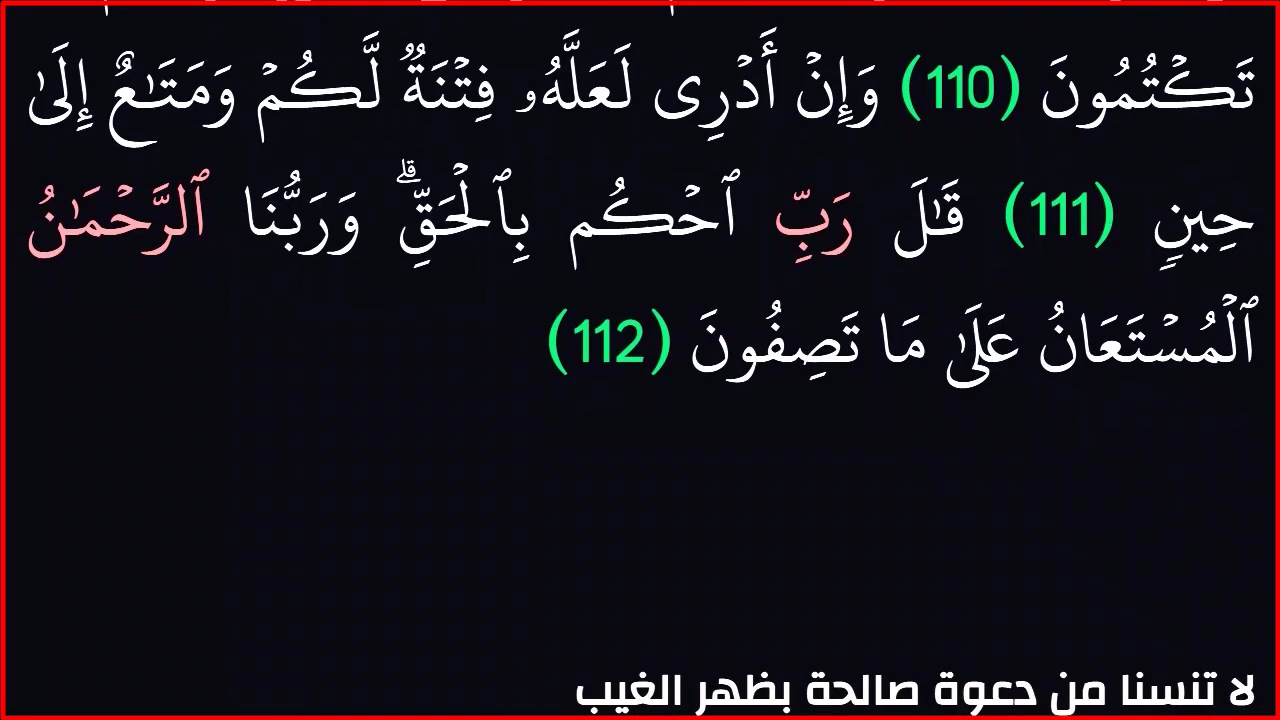 تَكۡتُمُونَ (110) وَإِنۡ أَدۡرِى لَعَلَّهُۥ فِتۡنَةٌ لَّكُمۡ وَمَتَـٰعٌ إِلَىٰ
حِينٍ (111) قَـٰلَ رَبِّ ٱحۡكُم بِٱلۡحَقِّۗ وَرَبُّنَا ٱلرَّحۡمَـٰنُ
ٱلۡمُسۡتَعَانُ عَلَىٰ مَا تَصِفُونَ (112)
لا تنسنا من دعوة صالحة بظهر الغيب